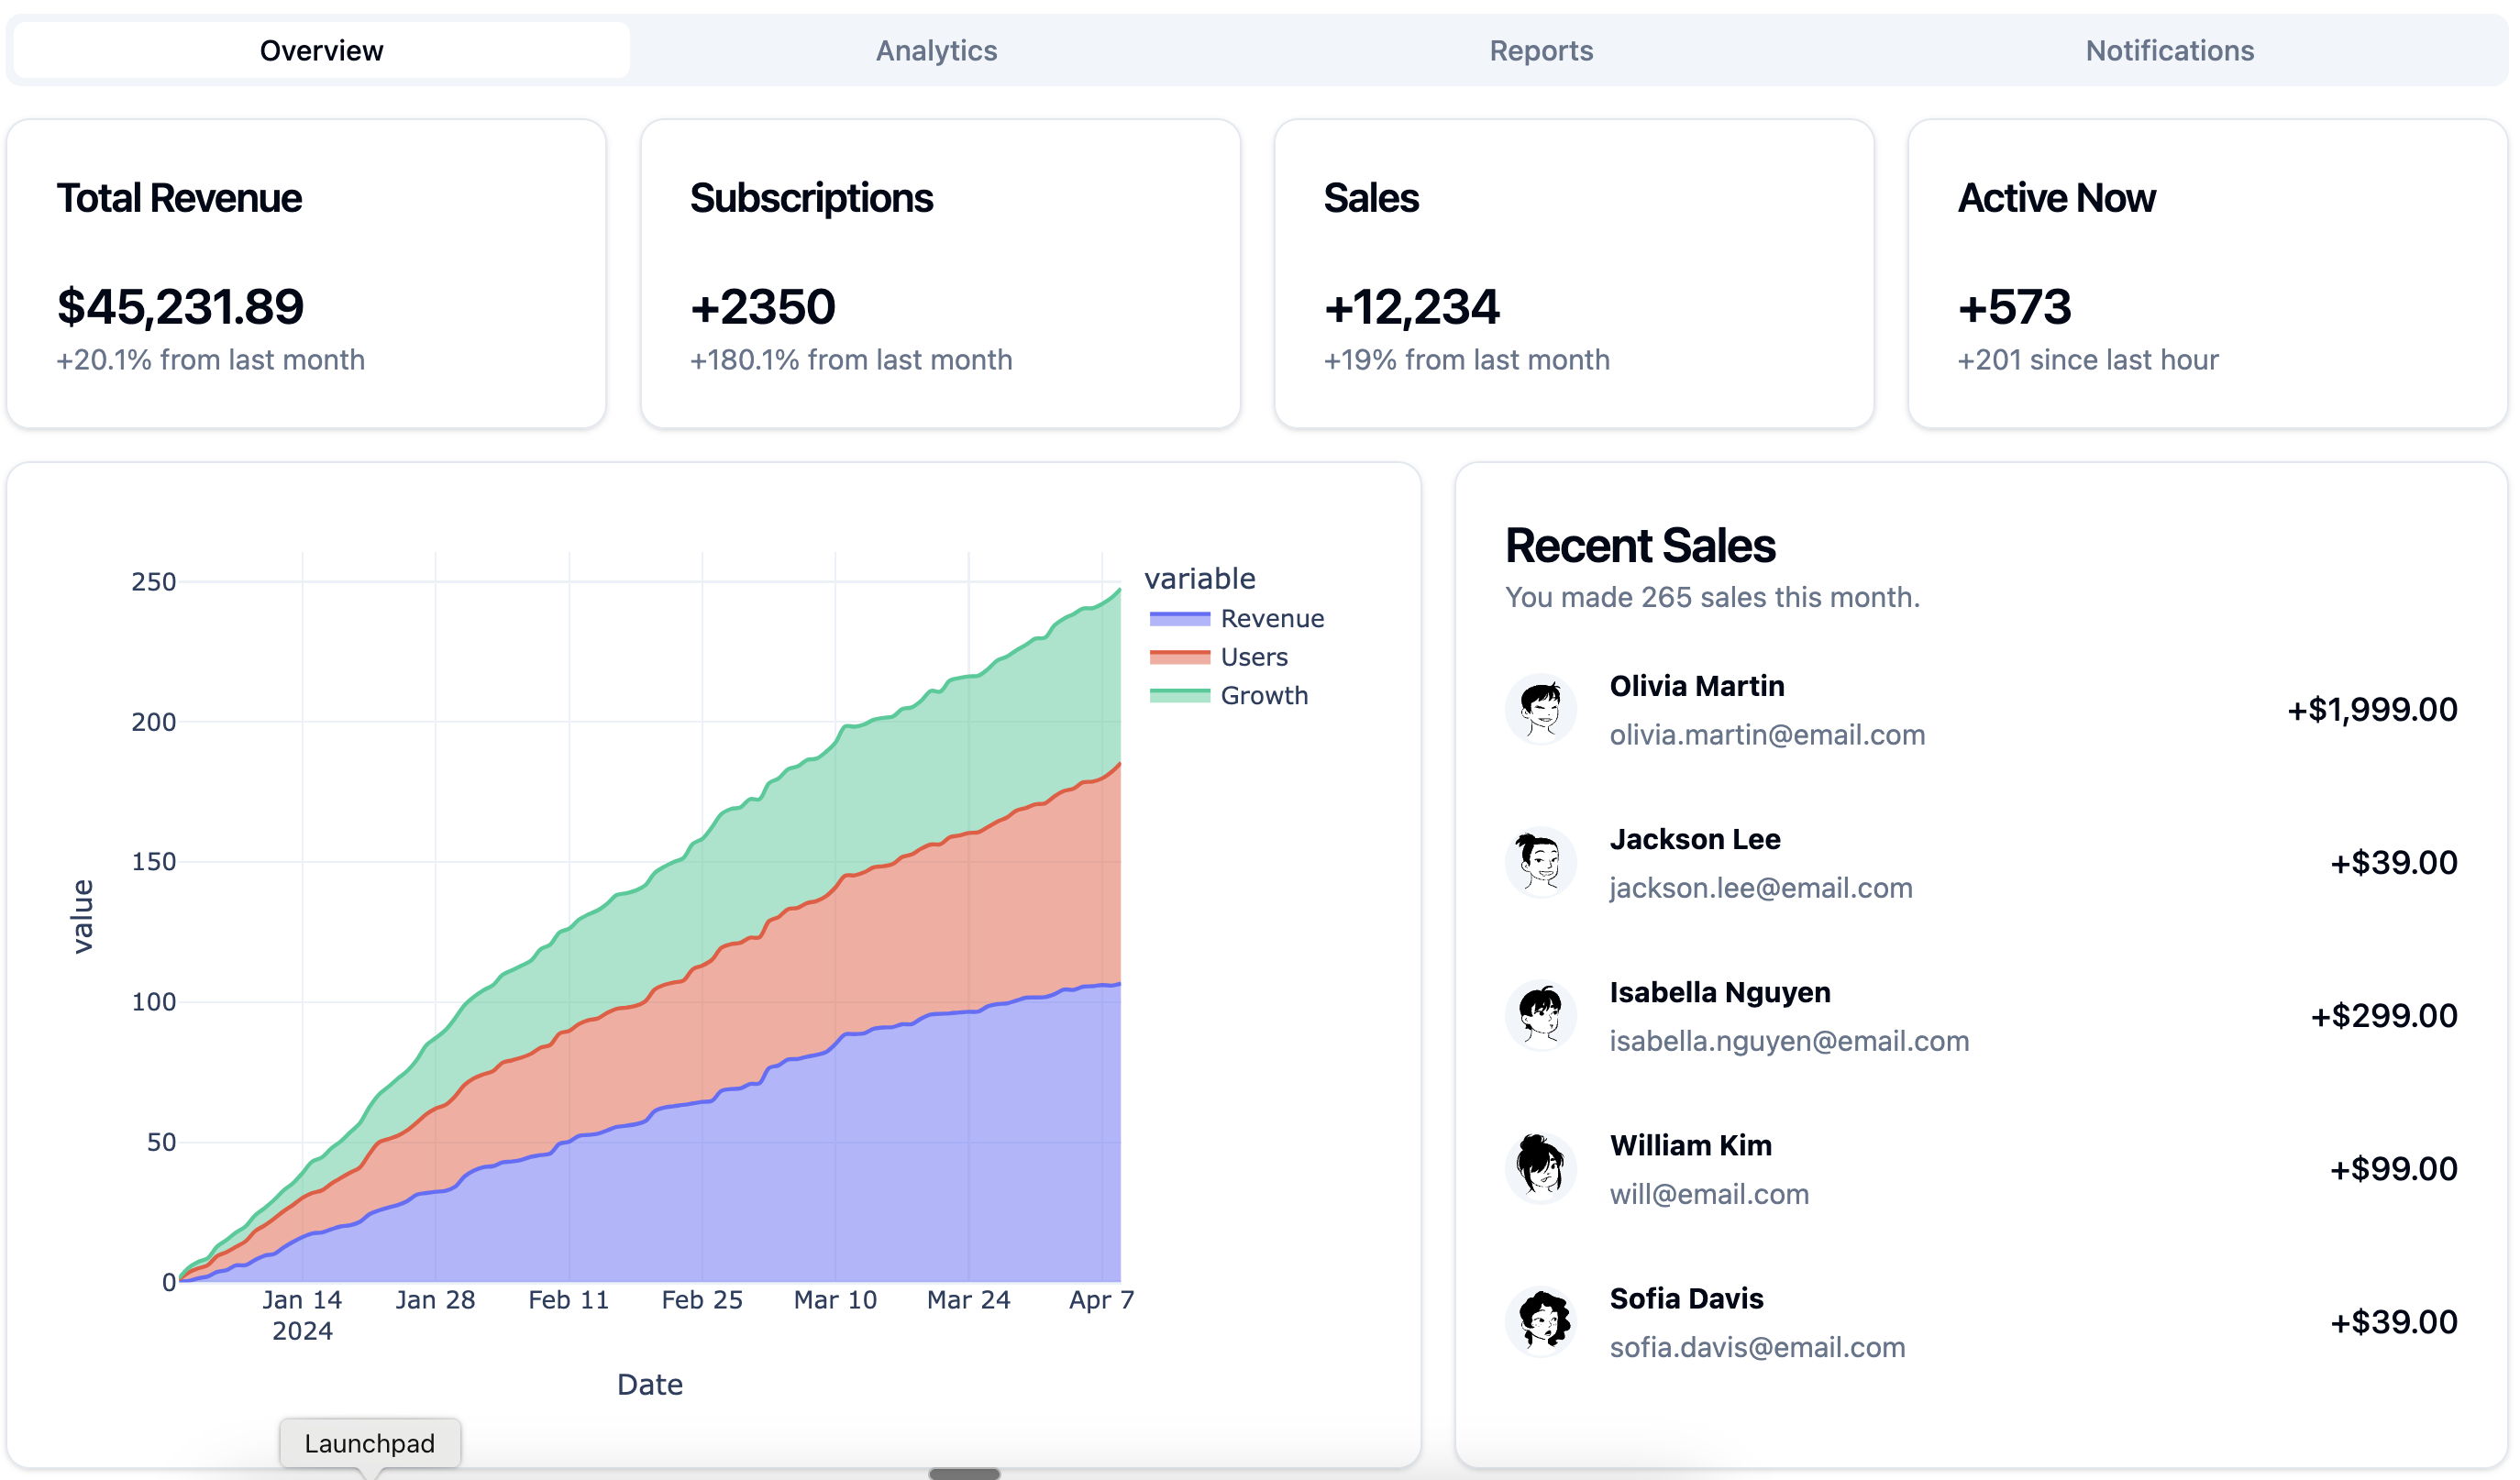 Overview
Analytics
Reports
Notifications
Total Revenue
$45,231.89
+20.1% from last month
Subscriptions
+2350
+180.1% from last month
Sales
+12,234
+19% from last month
Active Now
+573
+201 since last hour
250
200
150
100
50
0
value
Jan 14
2024
Jan 28
Feb 11
Feb 25
Mar 10
Mar 24
Apr 7
Date
variable
Revenue
Users
Growth
Recent Sales
You made 265 sales this month.
Olivia Martin
olivia.martin@email.com
+$1,999.00
Jackson Lee
jackson.lee@email.com
+$39.00
Isabella Nguyen
isabella.nguyen@email.com
+$299.00
William Kim
will@email.com
+$99.00
Sofia Davis
sofia.davis@email.com
+$39.00
Launchpad